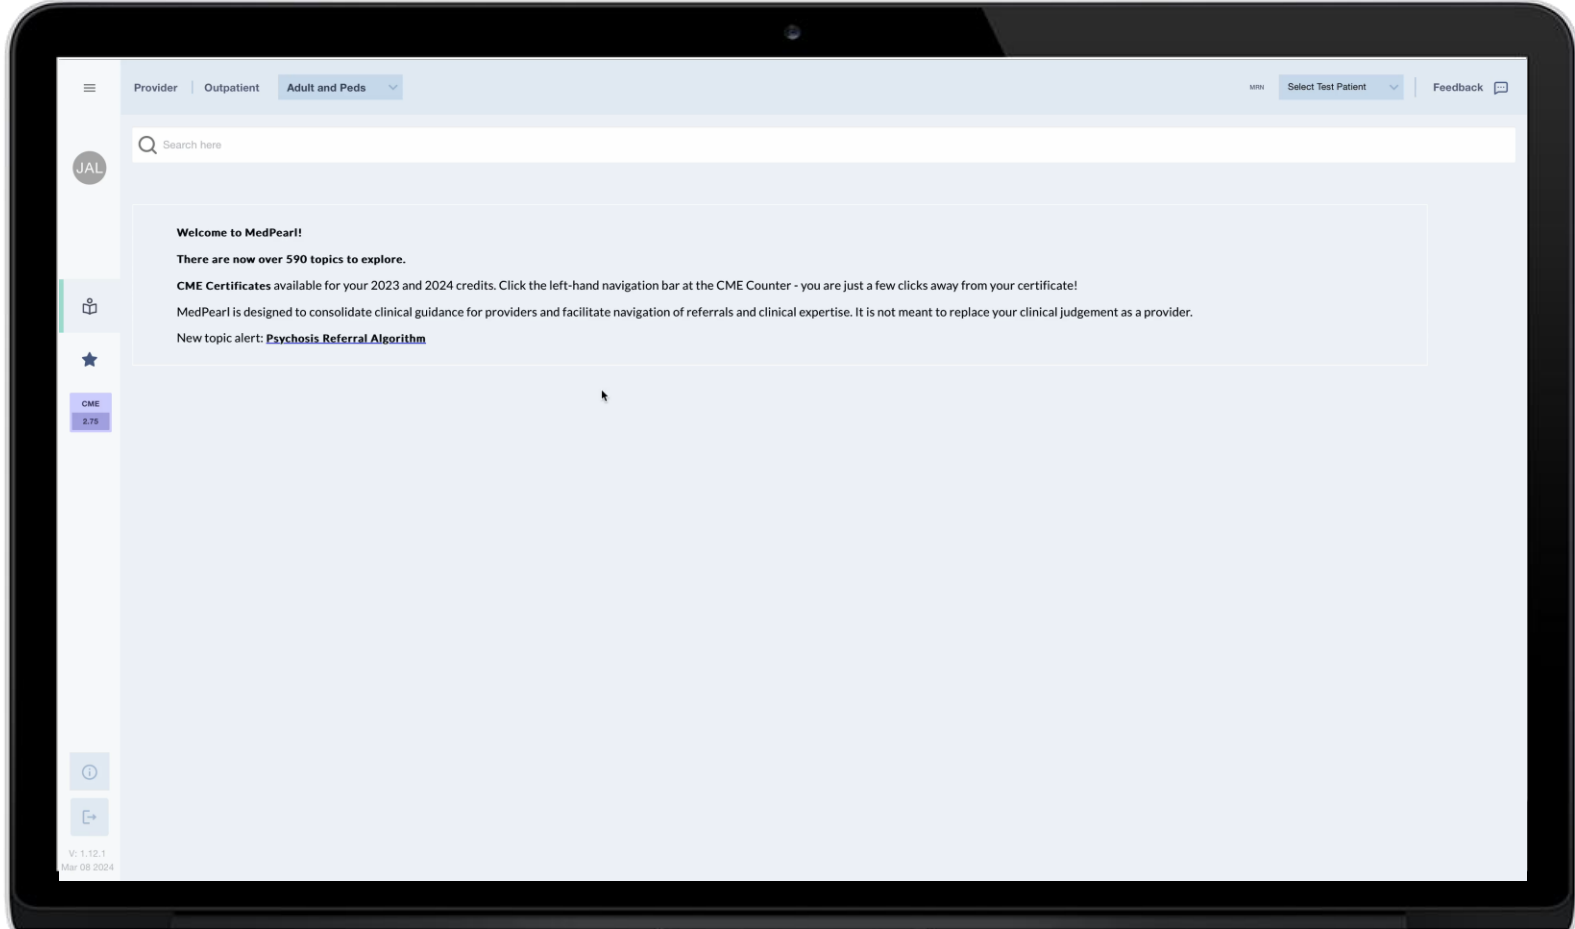 Provider Outpatient Adult and Peds MRN Select Test Patient Feedback
Search here
JAL
Welcome to MedPearl!
There are now over 590 topics to explore.
CME Certificates available for your 2023 and 2024 credits. Click the left-hand navigation bar at the CME Counter - you are just a few clicks away from your certificate!
MedPearl is designed to consolidate clinical guidance for providers and facilitate navigation of referrals and clinical expertise. It is not meant to replace your clinical judgement as a provider.
New topic alert: Psychosis Referral Algorithm
CME
2.75
V: 1.12.1
Mar 08 2024